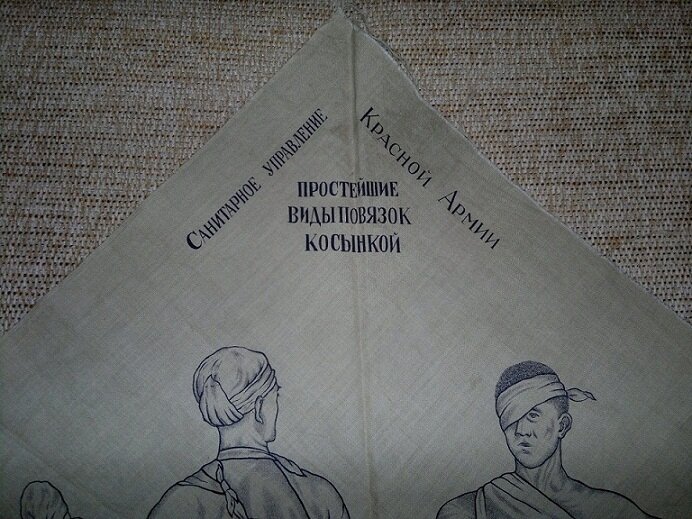 Санитарное управление
Красной Армии
ПРОСТЕЙШИЕ
ВИДЫ ПОВЯЗОК
КОСЫНКОЙ